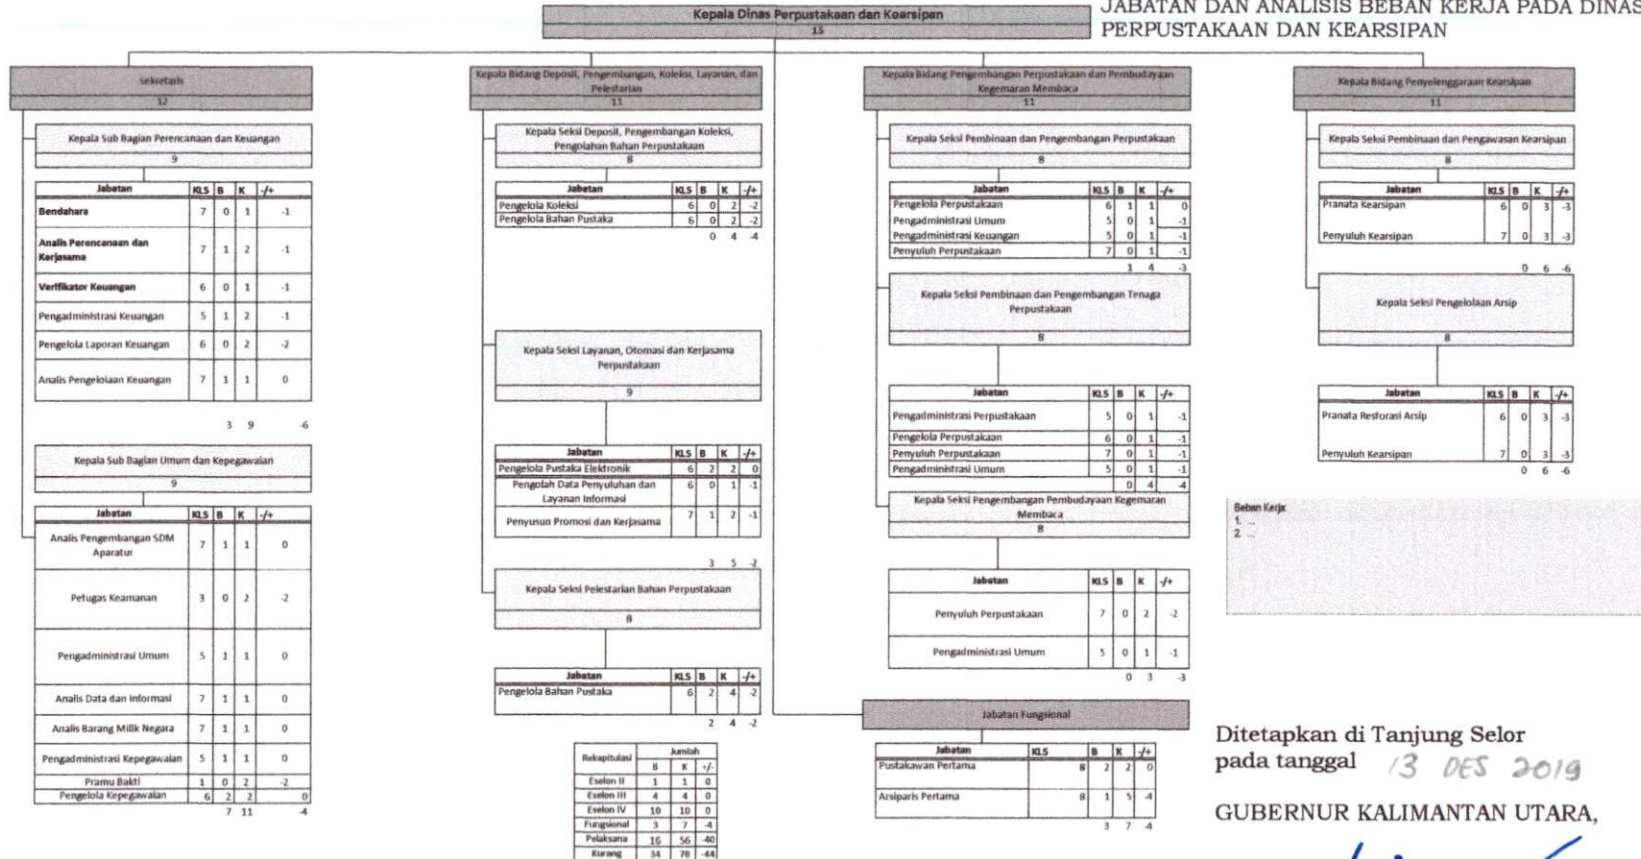 JABATAN DAN ANALISIS BEBAN KERJA PADA DINAS
PERPUSTAKAAN DAN KEARSIPAN
Kepala Dinas Perpustakaan dan Kearsipan
15
Sekretaris
12
Kepala Sub Bagian Perencanaan dan Keuangan
9
Jabatan KLS B K -/+
Bendahara 7 0 1 -1
Analis Perencanaan dan
Kerjasama 7 1 2 -1
Verifikator Keuangan 6 0 1 -1
Pengadministrasi Keuangan 5 1 2 -1
Pengelola Laporan Keuangan 6 0 2 -2
Analis Pengelolaan Keuangan 7 1 1 0
3 9 -6
Kepala Sub Bagian Umum dan Kepegawaian
9
Jabatan KLS B K -/+
Analis Pengembangan SDM
Aparatur 7 1 1 0
Petugas Keamanan 3 0 2 -2
Pengadministrasi Umum 5 1 1 0
Analis Data dan Informasi 7 1 1 0
Analis Barang Milik Negara 7 1 1 0
Pengadministrasi Kepegawaian 5 1 1 0
Pramu Bakti 1 0 2 -2
Pengelola Kepegawaian 6 2 2 0
7 11 -4
Kepala Bidang Deposit, Pengembangan, Koleksi, Layanan, dan
Pelestarian
11
Kepala Seksi Deposit, Pengembangan Koleksi,
Pengolahan Bahan Perpustakaan
8
Jabatan KLS B K -/+
Pengelola Koleksi 6 0 2 -2
Pengelola Bahan Pustaka 6 0 2 -2
0 4 -4
Kepala Seksi Layanan, Otomasi dan Kerjasama
Perpustakaan
9
Jabatan KLS B K -/+
Pengelola Pustaka Elektronik 6 2 2 0
Pengolah Data Penyuluhan dan 6 0 1 -1
Layanan Informasi
Penyusun Promosi dan Kerjasama 7 1 2 -1
3 5 -2
Kepala Seksi Pelestarian Bahan Perpustakaan
8
Jabatan KLS B K -/+
Pengelola Bahan Pustaka 6 2 4 -2
2 4 -2
Rekapitulasi Jumlah
B K +/-
Eselon II 1 1 0
Eselon III 4 4 0
Eselon IV 10 10 0
Fungsional 3 7 -4
Pelaksana 16 56 -40
Kurang 34 78 -44
Kepala Bidang Pengembangan Perpustakaan dan Pembudayaan
Kegemaran Membaca
11
Kepala Seksi Pembinaan dan Pengembangan Perpustakaan
8
Jabatan KLS B K -/+
Pengelola Perpustakaan 6 1 1 0
Pengadministrasi Umum 5 0 1 -1
Pengadministrasi Keuangan 5 0 1 -1
Penyuluh Perpustakaan 7 0 1 -1
1 4 -3
Kepala Seksi Pembinaan dan Pengembangan Tenaga
Perpustakaan
8
Jabatan KLS B K -/+
Pengadministrasi Perpustakaan 5 0 1 -1
Pengelola Perpustakaan 6 0 1 -1
Penyuluh Perpustakaan 7 0 1 -1
Pengadministrasi Umum 5 0 1 -1
0 4 -4
Kepala Seksi Pengembangan Pembudayaan Kegemaran
Membaca
8
Jabatan KLS B K -/+
Penyuluh Perpustakaan 7 0 2 -2
Pengadministrasi Umum 5 0 1 -1
0 3 -3
Jabatan Fungsional
Jabatan KLS B K -/+
Pustakawan Pertama 8 2 2 0
Arsiparis Pertama 8 1 5 -4
3 7 -4
Kepala Bidang Penyelenggaraan Kearsipan
11
Kepala Seksi Pembinaan dan Pengawasan Kearsipan
8
Jabatan KLS B K -/+
Pranata Kearsipan 6 0 3 -3
Penyuluh Kearsipan 7 0 3 -3
0 6 -6
Kepala Seksi Pengelolaan Arsip
8
Jabatan KLS B K -/+
Pranata Restorasi Arsip 6 0 3 -3
Penyuluh Kearsipan 7 0 3 -3
0 6 -6
Beban Kerja:
1. ...
2. ...
Ditetapkan di Tanjung Selor
pada tanggal 13 DES 2019
GUBERNUR KALIMANTAN UTARA,